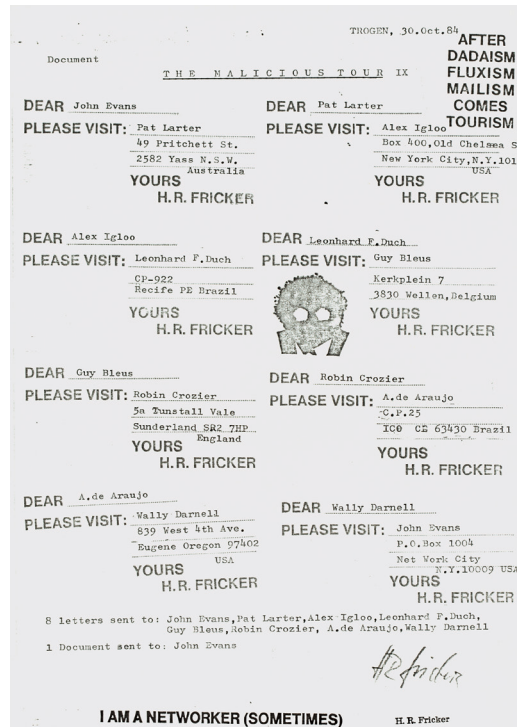 TROGEN, 30.Oct.84
AFTER
DADAISM
FLUXISM
MAILISM
COMES
TOURISM
Document
THE MALICIOUS TOUR IX
DEAR John Evans
PLEASE VISIT: Pat Larter
49 Pritchett St.
2582 Yass N.S.W.
Australia
YOURS
H.R. FRICKER
DEAR Pat Larter
PLEASE VISIT: Alex Igloo
Box 400,Old Chelsea S
New York City,N.Y.101
USA
YOURS
H.R. FRICKER
DEAR Alex Igloo
PLEASE VISIT: Leonhard F.Duch
CP-922
Recife PE Brazil
YOURS
H.R. FRICKER
DEAR Leonhard F.Duch
PLEASE VISIT: Guy Bleus
Kerkplein 7
3830 Wellen,Belgium
YOURS
H.R. FRICKER
DEAR Guy Bleus
PLEASE VISIT: Robin Crozier
5a Tunstall Vale
Sunderland SR2 7HP
England
YOURS
H.R. FRICKER
DEAR Robin Crozier
PLEASE VISIT: A.de Araujo
C.P.25
ICO CE 63430 Brazil
YOURS
H.R. FRICKER
DEAR A.de Araujo
PLEASE VISIT: Wally Darnell
839 West 4th Ave.
Eugene Oregon 97402
USA
YOURS
H.R. FRICKER
DEAR Wally Darnell
PLEASE VISIT: John Evans
P.O.Box 1004
Net Work City
N.Y.10009 USA
YOURS
H.R. FRICKER
8 letters sent to: John Evans,Pat Larter,Alex Igloo,Leonhard F.Duch,
Guy Bleus,Robin Crozier, A.de Araujo,Wally Darnell
1 Document sent to: John Evans
HR Fricker
I AM A NETWORKER (SOMETIMES)
H. R. Fricker